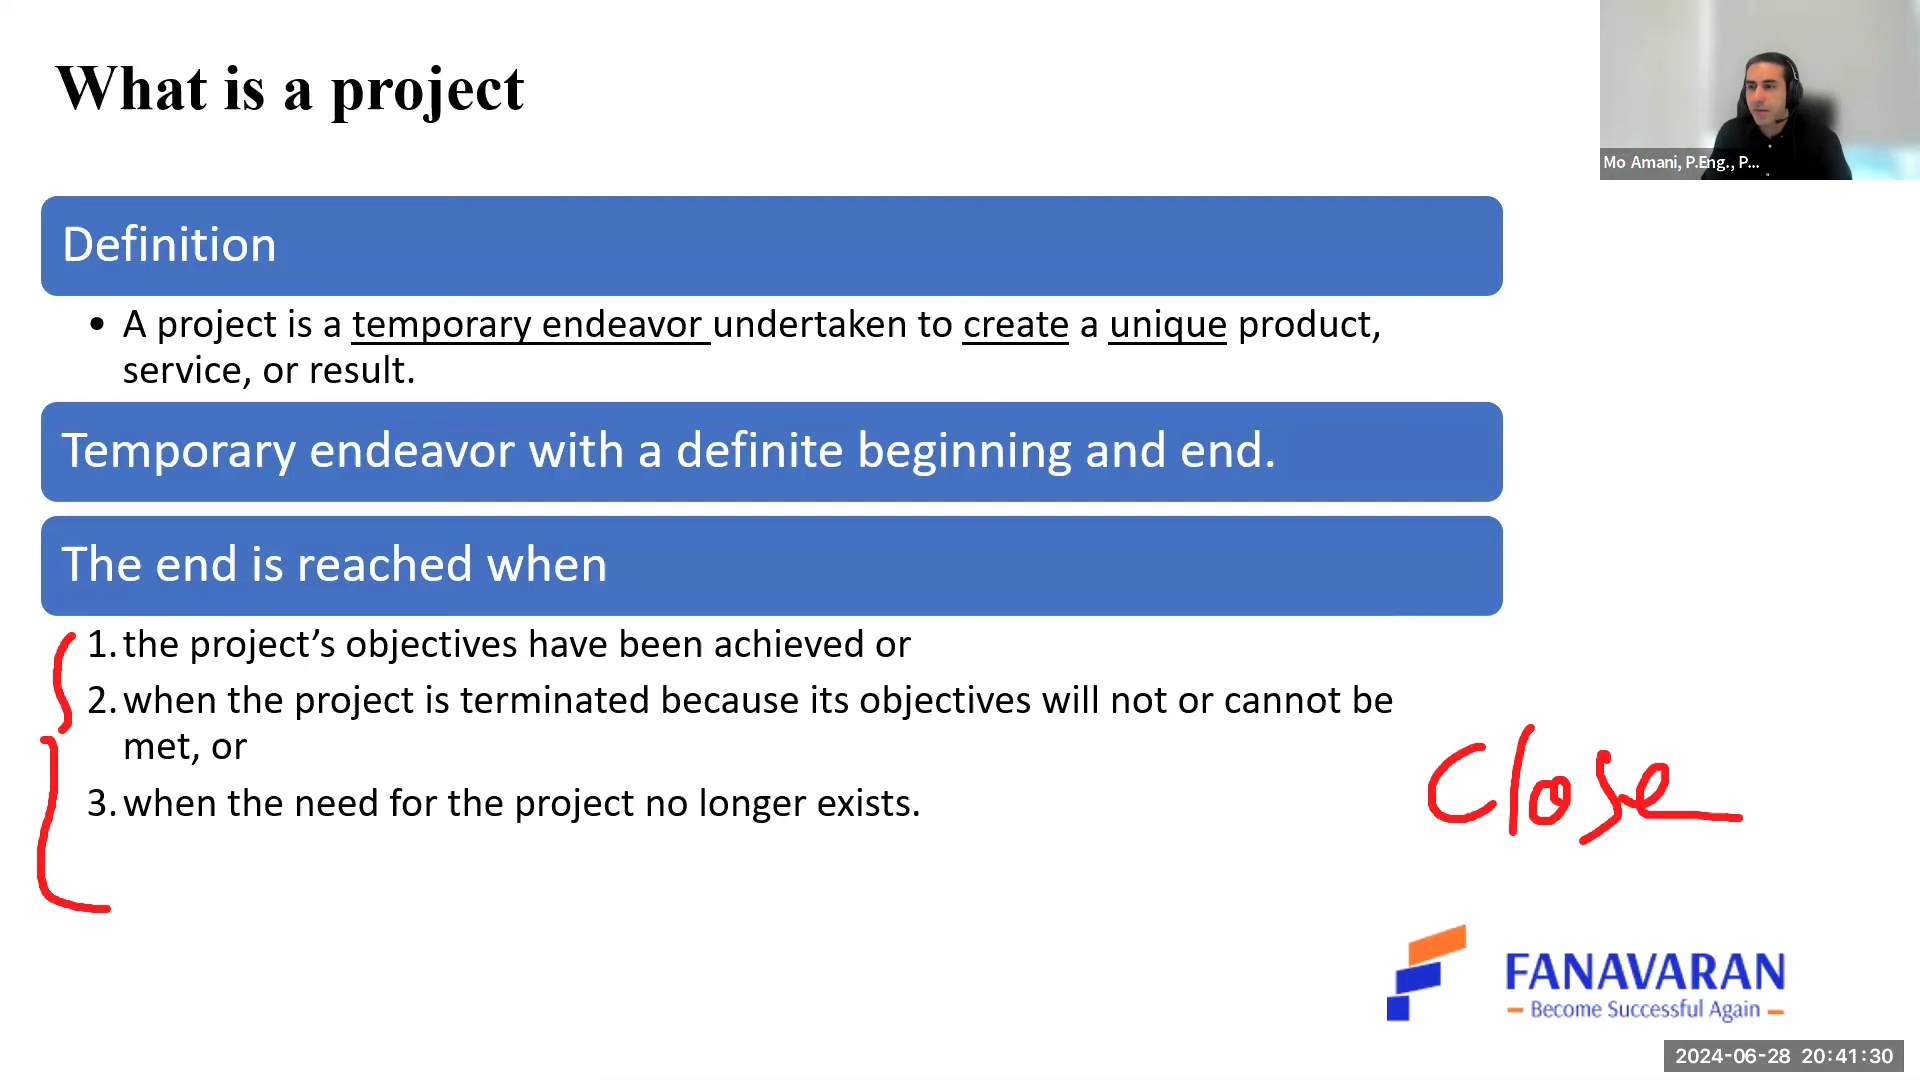 What is a project
Mo Amani, P.Eng., P...
Definition
• A project is a temporary endeavor undertaken to create a unique product,
service, or result.
Temporary endeavor with a definite beginning and end.
The end is reached when
1. the project’s objectives have been achieved or
2. when the project is terminated because its objectives will not or cannot be
met, or
3. when the need for the project no longer exists.
Close
FANAVARAN
Become Successful Again
2024-06-28 20:41:30